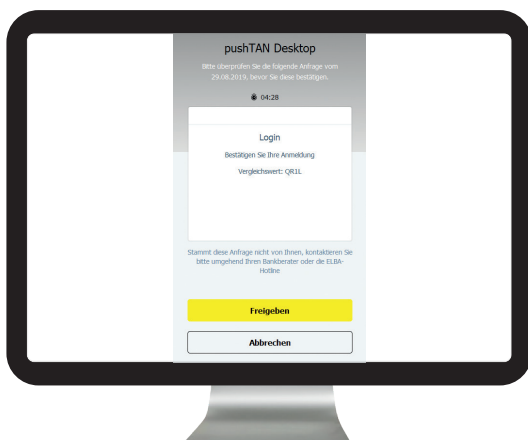 pushTAN Desktop
Bitte überprüfen Sie die folgende Anfrage vom
29.08.2019, bevor Sie diese bestätigen.
04:28
Login
Bestätigen Sie Ihre Anmeldung
Vergleichswert: QR1L
Stammt diese Anfrage nicht von Ihnen, kontaktieren Sie
bitte umgehend Ihren Bankberater oder die ELBA-
Hotline
Freigeben
Abbrechen